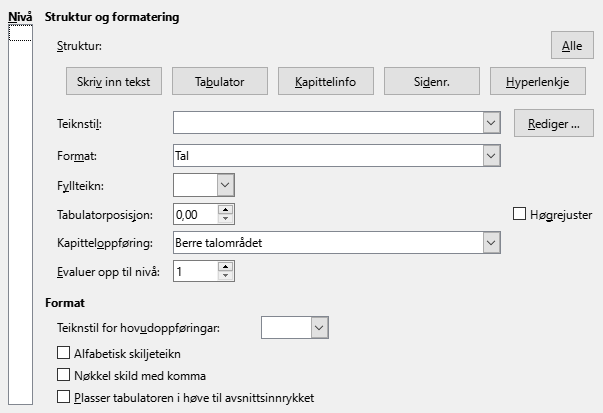 Nivå Struktur og formatering
Struktur: Alle
Skriv inn tekst Tabulator Kapittelinfo Sidenr. Hyperlenkje
Teiknstil: Rediger ...
Format: Tal
Fyllteikn:
Tabulatorposisjon: 0,00 Høgrejuster
Kapitteloppføring: Berre talområdet
Evaluer opp til nivå: 1
Format
Teiknstil for hovudoppføringar:
Alfabetisk skiljeteikn
Nøkkel skild med komma
Plasser tabulatoren i høve til avsnittsinnrykket